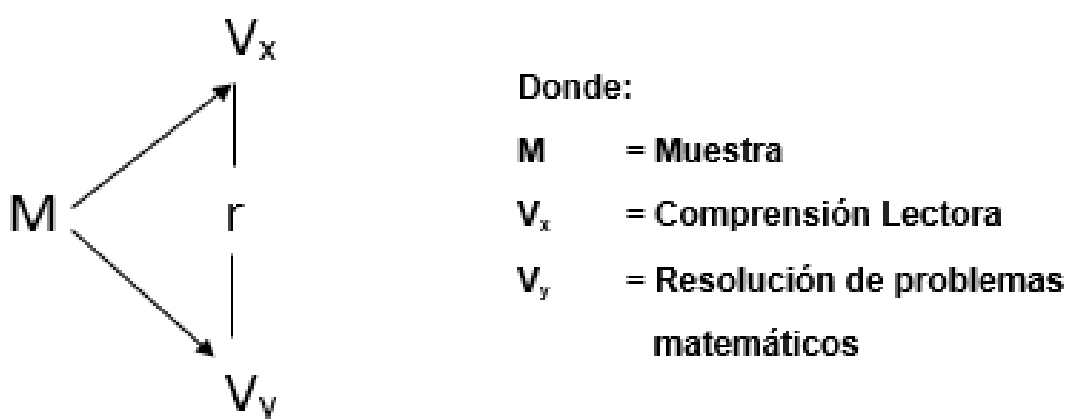 Vx
M
r
Vy
Donde:
M = Muestra
Vx = Comprensión Lectora
Vy = Resolución de problemas
matemáticos